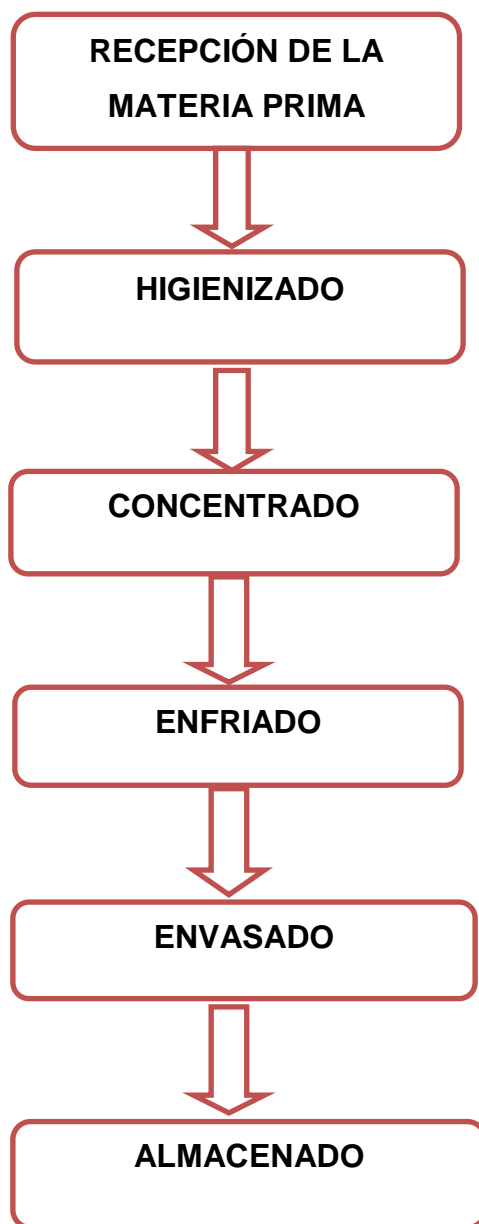 RECEPCIÓN DE LA
MATERIA PRIMA
HIGIENIZADO
CONCENTRADO
ENFRIADO
ENVASADO
ALMACENADO